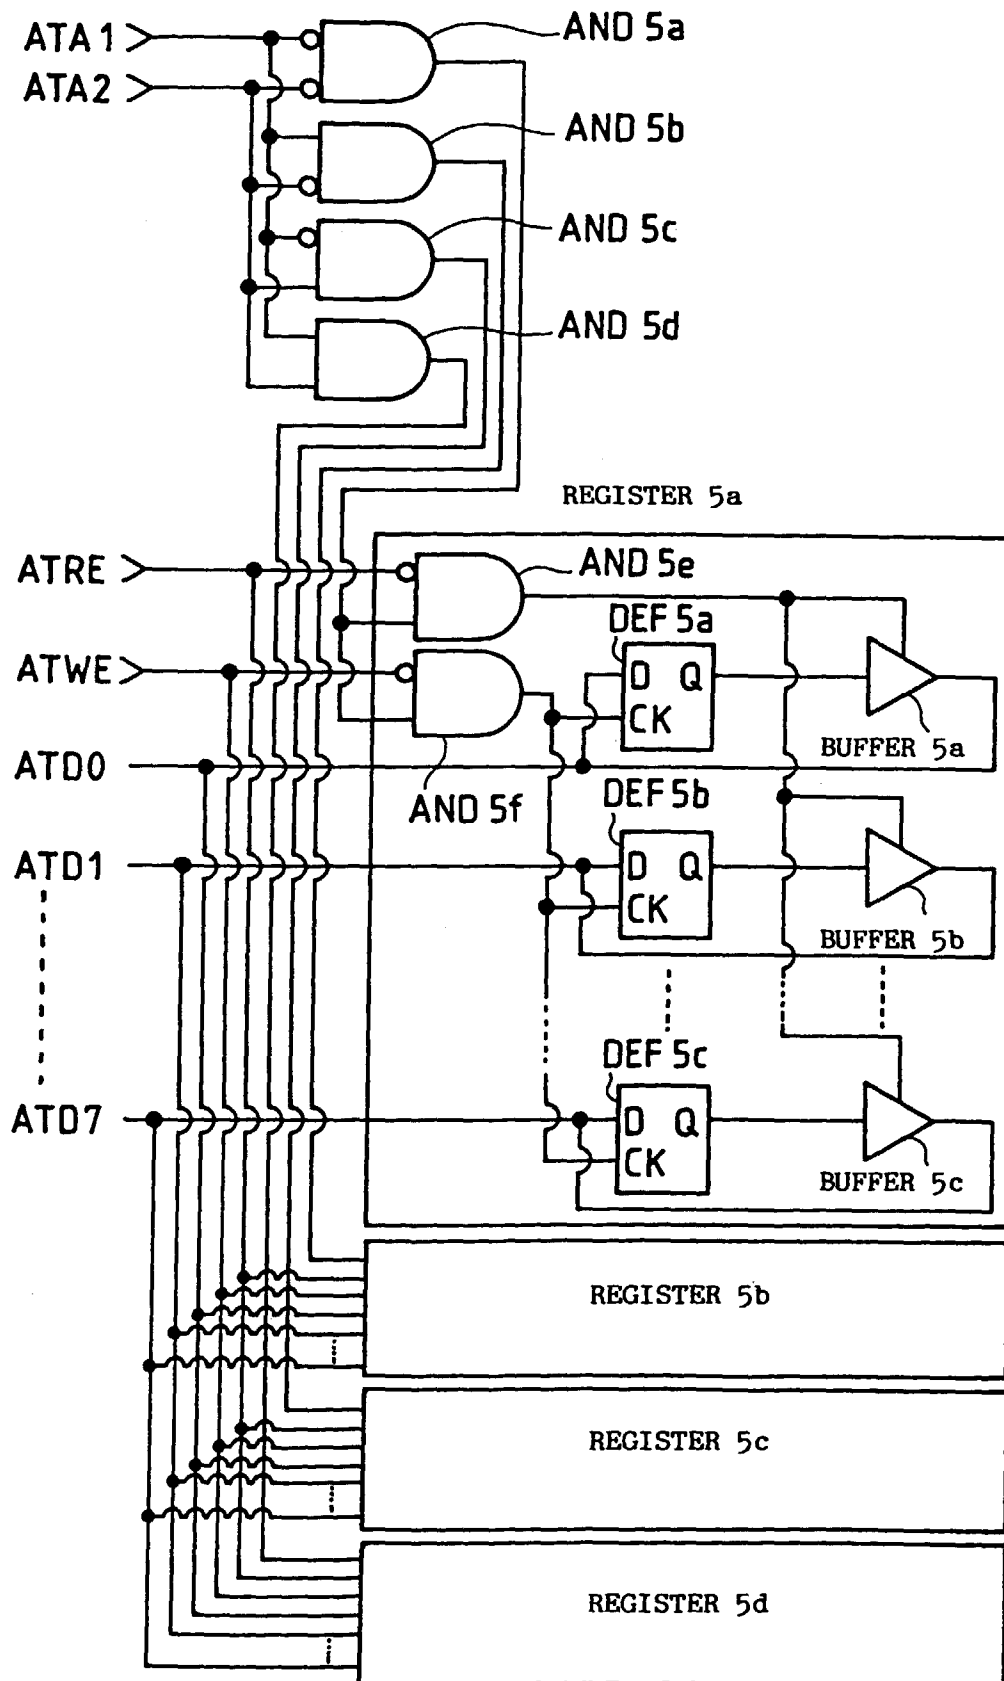 ATA1
AND 5a
ATA2
AND 5b
AND 5c
AND 5d
REGISTER 5a
ATRE
AND 5e
DEF 5a
ATWE
D Q
CK
BUFFER 5a
ATD0
AND 5f
DEF 5b
ATD1
D Q
CK
BUFFER 5b
DEF 5c
ATD7
D Q
CK
BUFFER 5c
REGISTER 5b
REGISTER 5c
REGISTER 5d